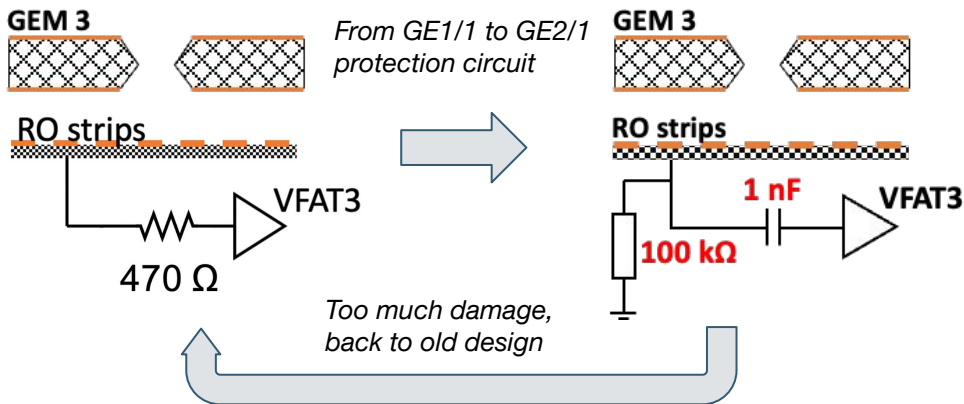 GEM 3
From GE1/1 to GE2/1
protection circuit
GEM 3
RO strips
VFAT3
470 Ω
RO strips
1 nF
VFAT3
100 kΩ
Too much damage,
back to old design